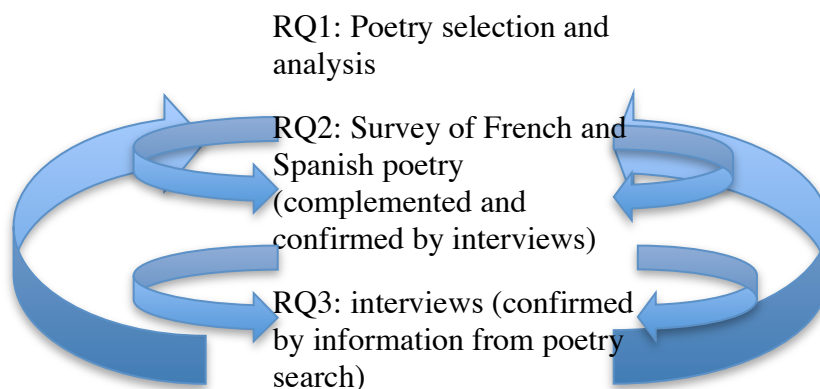 RQ1: Poetry selection and
analysis
RQ2: Survey of French and
Spanish poetry
(complemented and
confirmed by interviews)
RQ3: interviews (confirmed
by information from poetry
search)